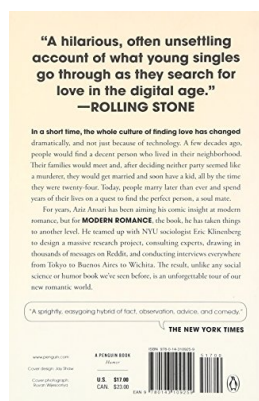 “A hilarious, often unsettling
account of what young singles
go through as they search for
love in the digital age.”
—ROLLING STONE
In a short time, the whole culture of finding love has changed
dramatically, and not just because of technology. A few decades ago,
people would find a decent person who lived in their neighborhood.
Their families would meet and, after deciding neither party seemed like
a murderer, they would get married and soon have a kid, all by the
time they were twenty-four. Today, people marry later than ever and spend
years of their lives on a quest to find the perfect person, a soul mate.
For years, Aziz Ansari has been aiming his comic insight at modern
romance, but for MODERN ROMANCE, the book, he has taken things
to another level. He teamed up with NYU sociologist Eric Klinenberg
to design a massive research project, consulting experts, drawing in
thousands of messages on Reddit, and conducting interviews everywhere
from Tokyo to Buenos Aires to Wichita. The result, unlike any social
science or humor book we’ve seen before, is an unforgettable tour of our
new romantic world.
“A sprightly, easygoing hybrid of fact, observation, advice, and comedy.”
THE NEW YORK TIMES
www.penguin.com
Cover design: Jay Shaw
Cover photograph:
Ruvan Wijesooriya
A PENGUIN BOOK
Humor
U.S. $17.00
CAN. $23.00
51700
EAN